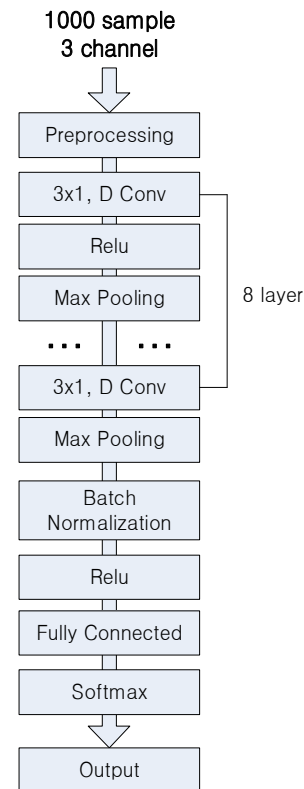 1000 sample
3 channel
Preprocessing
3x1, D Conv
Relu
Max Pooling
8 layer
... ...
3x1, D Conv
Max Pooling
Batch
Normalization
Relu
Fully Connected
Softmax
Output